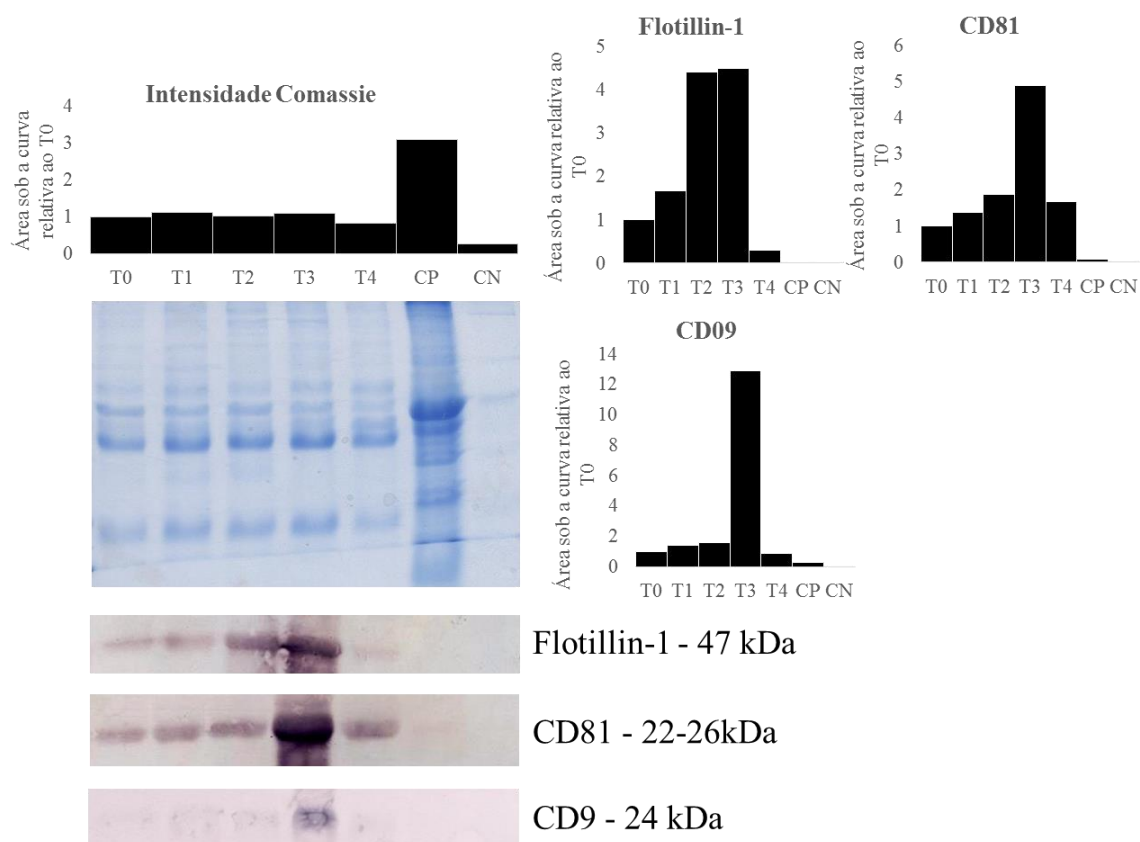 Intensidade Comassie
Área sob a curva
relativa ao T0
4
3
2
1
0
T0 T1 T2 T3 T4 CP CN
Flotillin-1
Área sob a curva relativa ao
T0
5
4
3
2
1
0
T0 T1 T2 T3 T4 CP CN
CD81
Área sob a curva relativa ao
T0
6
5
4
3
2
1
0
T0 T1 T2 T3 T4 CP CN
CD09
Área sob a curva relativa ao
T0
14
12
10
8
6
4
2
0
T0 T1 T2 T3 T4 CP CN
Flotillin-1 - 47 kDa
CD81 - 22-26kDa
CD9 - 24 kDa